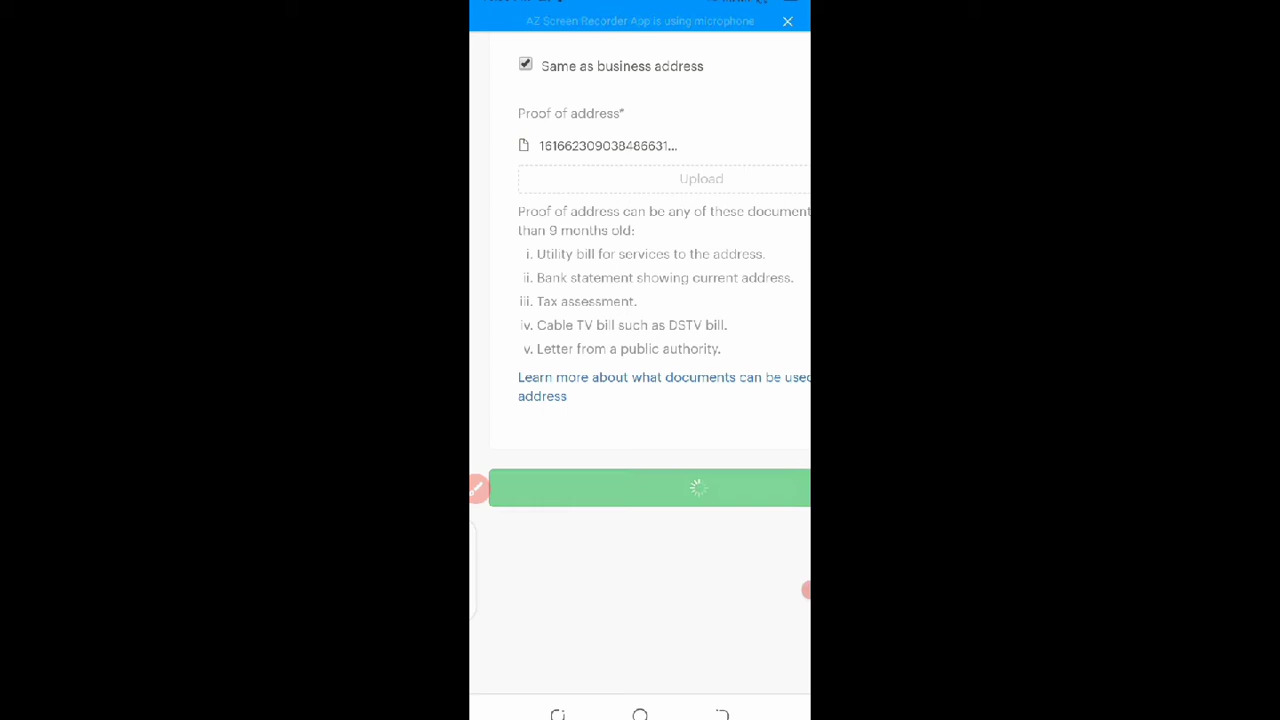 AZ Screen Recorder App is using microphone
Same as business address
Proof of address*
161662309038486631...
Upload
Proof of address can be any of these document
than 9 months old:
i. Utility bill for services to the address.
ii. Bank statement showing current address.
iii. Tax assessment.
iv. Cable TV bill such as DSTV bill.
v. Letter from a public authority.
Learn more about what documents can be used
address